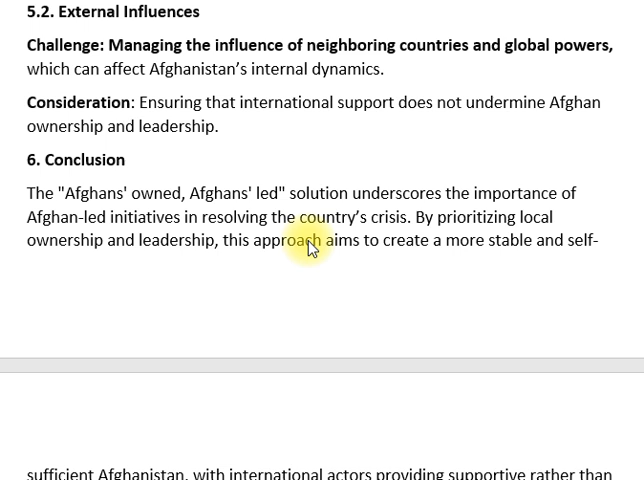 5.2. External Influences
Challenge: Managing the influence of neighboring countries and global powers,
which can affect Afghanistan’s internal dynamics.
Consideration: Ensuring that international support does not undermine Afghan
ownership and leadership.
6. Conclusion
The "Afghans' owned, Afghans' led" solution underscores the importance of
Afghan-led initiatives in resolving the country’s crisis. By prioritizing local
ownership and leadership, this approach aims to create a more stable and self-
sufficient Afghanistan, with international actors providing supportive rather than